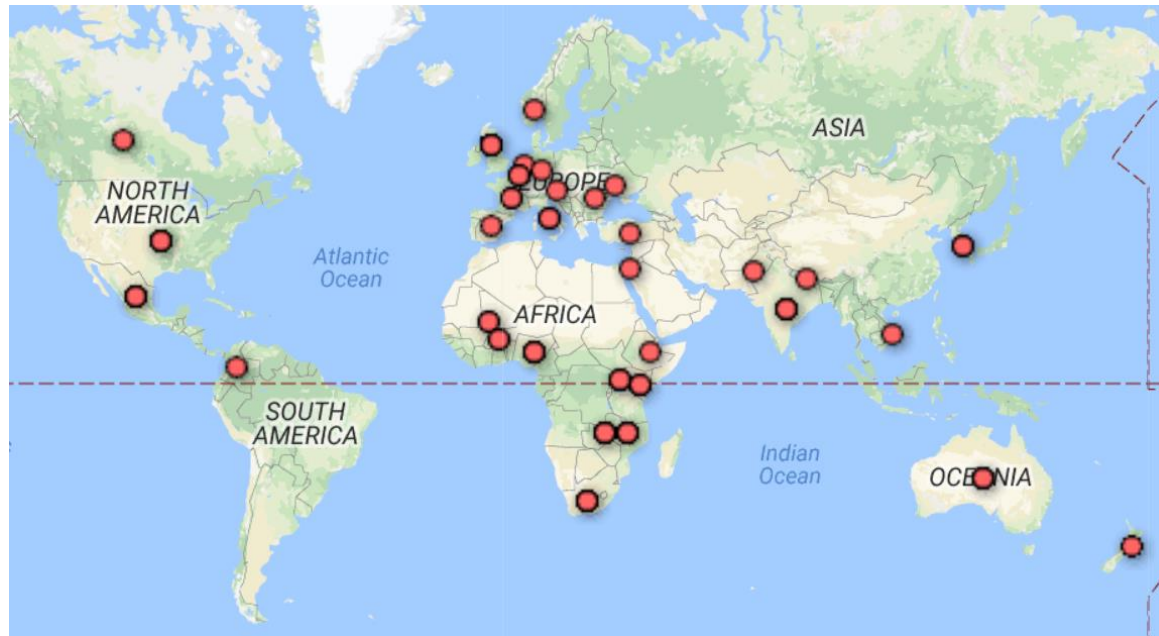 ASIA
NORTH
AMERICA
EUROPE
Atlantic
Ocean
AFRICA
SOUTH
AMERICA
Indian
Ocean
OCEANIA